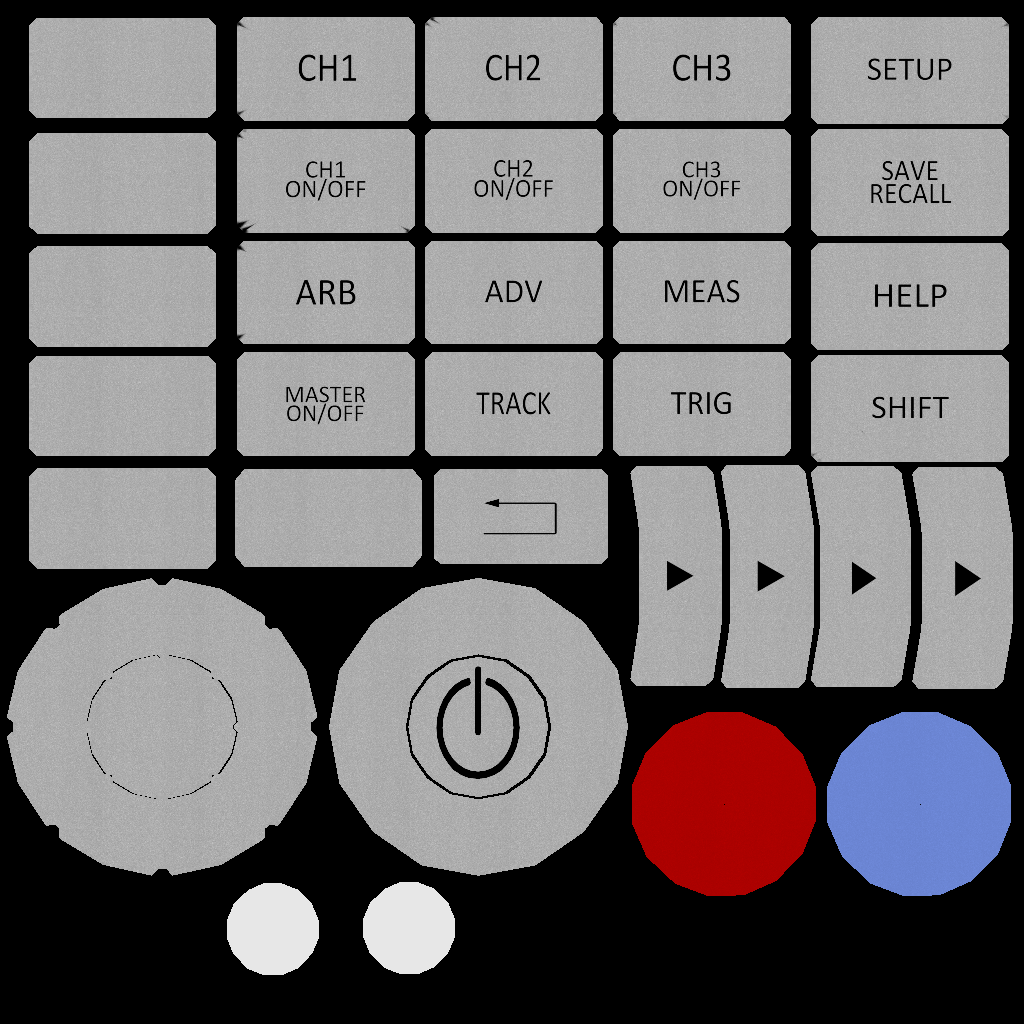 CH1
CH2
CH3
SETUP
CH1
ON/OFF
CH2
ON/OFF
CH3
ON/OFF
SAVE
RECALL
ARB
ADV
MEAS
HELP
MASTER
ON/OFF
TRACK
TRIG
SHIFT